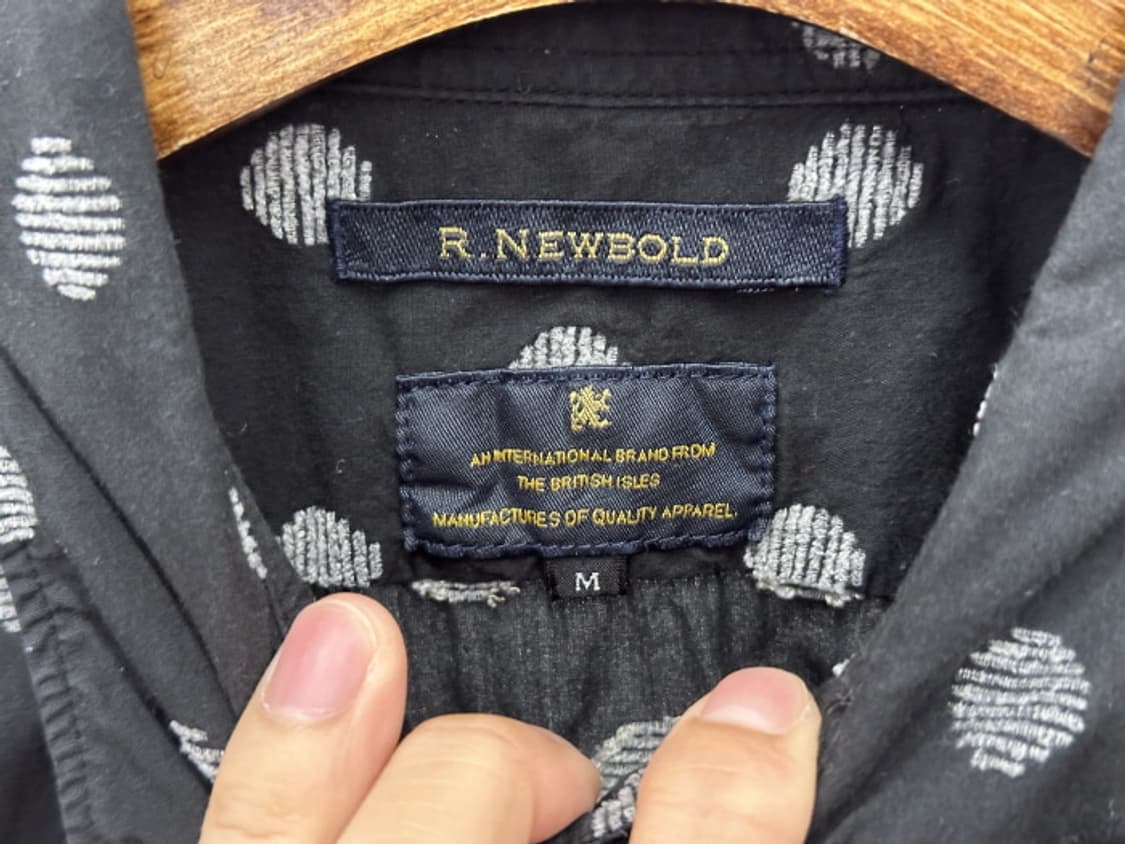 R. NEWBOLD
AN INTERNATIONAL BRAND FROM
THE BRITISH ISLES
MANUFACTURES OF QUALITY APPAREL.
M